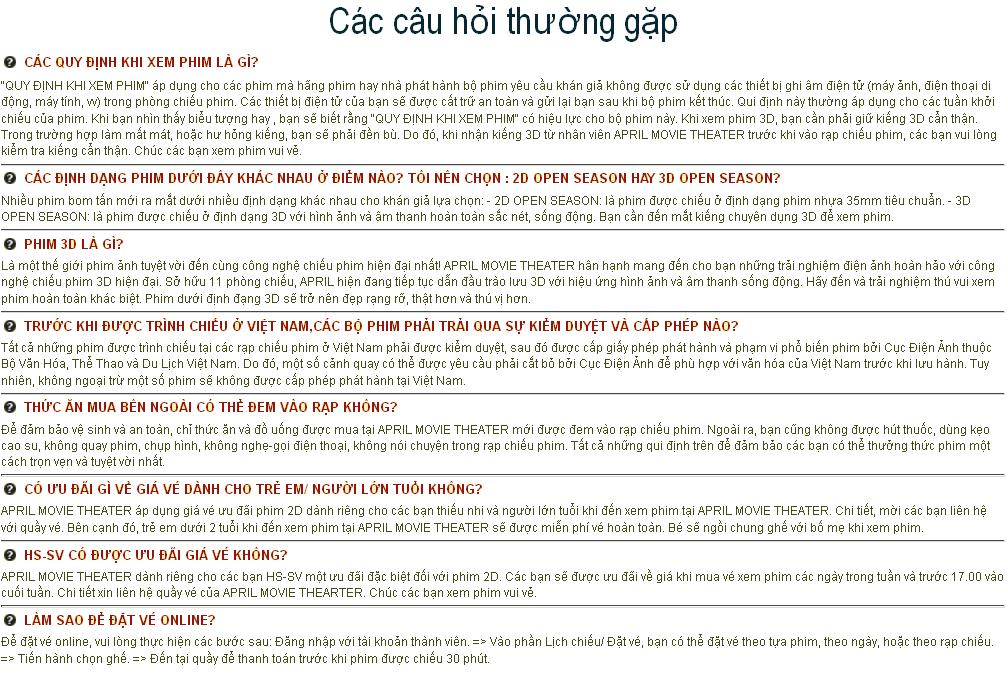 Các câu hỏi thường gặp
CÁC QUY ĐỊNH KHI XEM PHIM LÀ GÌ?
"QUY ĐỊNH KHI XEM PHIM" áp dụng cho các phim mà hãng phim hay nhà phát hành bộ phim yêu cầu khán giả không được sử dụng các thiết bị ghi âm điện tử (máy ảnh, điện thoại di
động, máy tính, vv) trong phòng chiếu phim. Các thiết bị điện tử của bạn sẽ được cất trữ an toàn và gửi lại bạn sau khi bộ phim kết thúc. Qui định này thường áp dụng cho các tuần khởi
chiếu của phim. Khi bạn nhìn thấy biểu tượng hay , bạn sẽ biết rằng "QUY ĐỊNH KHI XEM PHIM" có hiệu lực cho bộ phim này. Khi xem phim 3D, bạn cần phải giữ kiếng 3D cẩn thận.
Trong trường hợp làm mất mát, hoặc hư hỏng kiếng, bạn sẽ phải đền bù. Do đó, khi nhận kiếng 3D từ nhân viên APRIL MOVIE THEATER trước khi vào rạp chiếu phim, các bạn vui lòng
kiểm tra kiếng cẩn thận. Chúc các bạn xem phim vui vẻ.
CÁC ĐỊNH DẠNG PHIM DƯỚI ĐÂY KHÁC NHAU Ở ĐIỂM NÀO? TÔI NÊN CHỌN : 2D OPEN SEASON HAY 3D OPEN SEASON?
Nhiều phim bom tấn mới ra mắt dưới nhiều định dạng khác nhau cho khán giả lựa chọn: - 2D OPEN SEASON: là phim được chiếu ở định dạng phim nhựa 35mm tiêu chuẩn. - 3D
OPEN SEASON: là phim được chiếu ở định dạng 3D với hình ảnh và âm thanh hoàn toàn sắc nét, sống động. Bạn cần đến mắt kiếng chuyên dụng 3D để xem phim.
PHIM 3D LÀ GÌ?
Là một thế giới phim ảnh tuyệt vời đến cùng công nghệ chiếu phim hiện đại nhất! APRIL MOVIE THEATER hân hạnh mang đến cho bạn những trải nghiệm điện ảnh hoàn hảo với công
nghệ chiếu phim 3D hiện đại. Sở hữu 11 phòng chiếu, APRIL hiện đang tiếp tục dẫn đầu trào lưu 3D với hiệu ứng hình ảnh và âm thanh sống động. Hãy đến và trải nghiệm thú vui xem
phim hoàn toàn khác biệt. Phim dưới định đạng 3D sẽ trở nên đẹp rạng rỡ, thật hơn và thú vị hơn.
TRƯỚC KHI ĐƯỢC TRÌNH CHIẾU Ở VIỆT NAM,CÁC BỘ PHIM PHẢI TRẢI QUA SỰ KIỂM DUYỆT VÀ CẤP PHÉP NÀO?
Tất cả những phim được trình chiếu tại các rạp chiếu phim ở Việt Nam phải được kiểm duyệt, sau đó được cấp giấy phép phát hành và phạm vi phổ biến phim bởi Cục Điện Ảnh thuộc
Bộ Văn Hóa, Thể Thao và Du Lịch Việt Nam. Do đó, một số cảnh quay có thể được yêu cầu phải cắt bỏ bởi Cục Điện Ảnh để phù hợp với văn hóa của Việt Nam trước khi lưu hành. Tuy
nhiên, không ngoại trừ một số phim sẽ không được cấp phép phát hành tại Việt Nam.
THỨC ĂN MUA BÊN NGOÀI CÓ THỂ ĐEM VÀO RẠP KHÔNG?
Để đảm bảo vệ sinh và an toàn, chỉ thức ăn và đồ uống được mua tại APRIL MOVIE THEATER mới được đem vào rạp chiếu phim. Ngoài ra, bạn cũng không được hút thuốc, dùng kẹo
cao su, không quay phim, chụp hình, không nghe-gọi điện thoại, không nói chuyện trong rạp chiếu phim. Tất cả những qui định trên để đảm bảo các bạn có thể thưởng thức phim một
cách trọn vẹn và tuyệt vời nhất.
CÓ ƯU ĐÃI GÌ VỀ GIÁ VÉ DÀNH CHO TRẺ EM/ NGƯỜI LỚN TUỔI KHÔNG?
APRIL MOVIE THEATER áp dụng giá vé ưu đãi phim 2D dành riêng cho các bạn thiếu nhi và người lớn tuổi khi đến xem phim tại APRIL MOVIE THEATER. Chi tiết, mời các bạn liên hệ
với quầy vé. Bên cạnh đó, trẻ em dưới 2 tuổi khi đến xem phim tại APRIL MOVIE THEATER sẽ được miễn phí vé hoàn toàn. Bé sẽ ngồi chung ghế với bố mẹ khi xem phim.
HS-SV CÓ ĐƯỢC ƯU ĐÃI GIÁ VÉ KHÔNG?
APRIL MOVIE THEATER dành riêng cho các bạn HS-SV một ưu đãi đặc biệt đối với phim 2D. Các bạn sẽ được ưu đãi về giá khi mua vé xem phim các ngày trong tuần và trước 17.00 vào
cuối tuần. Chi tiết xin liên hệ quầy vé của APRIL MOVIE THEARTER. Chúc các bạn xem phim vui vẻ.
LÀM SAO ĐỂ ĐẶT VÉ ONLINE?
Để đặt vé online, vui lòng thực hiện các bước sau: Đăng nhập với tài khoản thành viên. => Vào phần Lịch chiếu/ Đặt vé, bạn có thể đặt vé theo tựa phim, theo ngày, hoặc theo rạp chiếu.
=> Tiến hành chọn ghế. => Đến tại quầy để thanh toán trước khi phim được chiếu 30 phút.